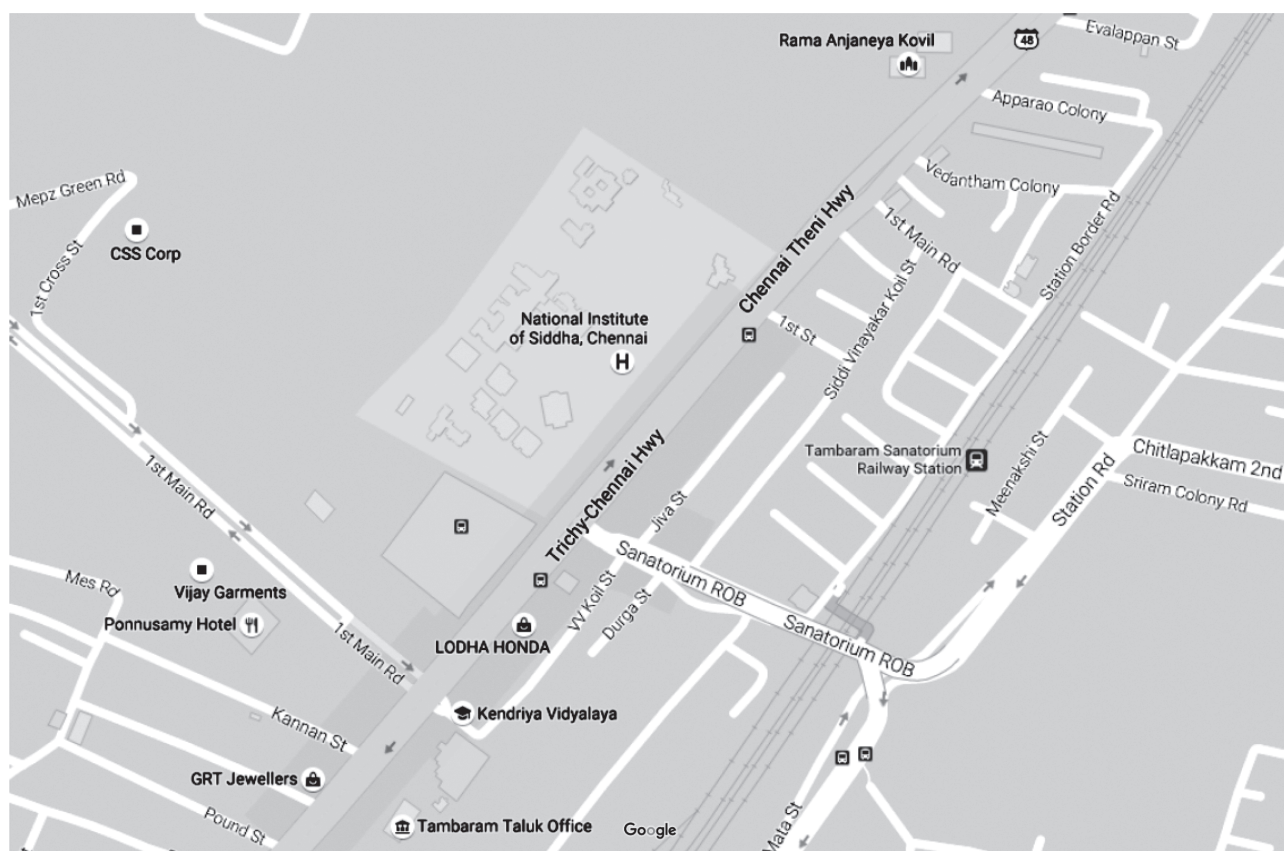 Rama Anjaneya Kovil
48
Evalappan St
Apparao Colony
Mepz Green Rd
Vedantham Colony
CSS Corp
1st Cross St
Chennai Theni Hwy
1st Main Rd
Station Border Rd
National Institute
of Siddha, Chennai
H
1st St
Siddi Vinayakar Koil St
Tambaram Sanatorium
Railway Station
Meenakshi St
Chitlapakkam 2nd
Station Rd
Sriram Colony Rd
1st Main Rd
Trichy-Chennai Hwy
Jiva St
Sanatorium ROB
Mes Rd
Vijay Garments
Ponnusamy Hotel
VV Koil St
Durga St
LODHA HONDA
1st Main Rd
Sanatorium ROB
Kannan St
Kendriya Vidyalaya
GRT Jewellers
Pound St
Tambaram Taluk Office
Google
Mata St